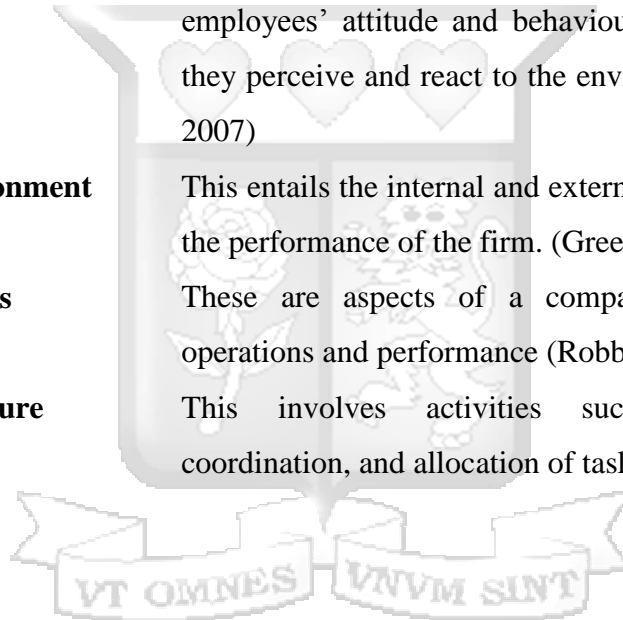 employees’ attitude and behaviou
they perceive and react to the env
2007)
onment This entails the internal and extern
the performance of the firm. (Gree
s These are aspects of a compa
operations and performance (Robb
ure This involves activities suc
coordination, and allocation of task
VT OMNES VNVM SINT